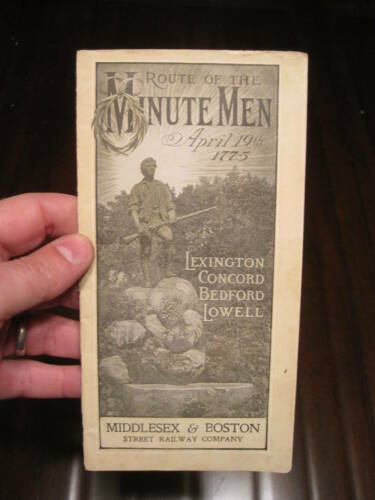 ROUTE OF THE
MINUTE MEN
April 19th
1775
LEXINGTON
CONCORD
BEDFORD
LOWELL
MIDDLESEX & BOSTON
STREET RAILWAY COMPANY